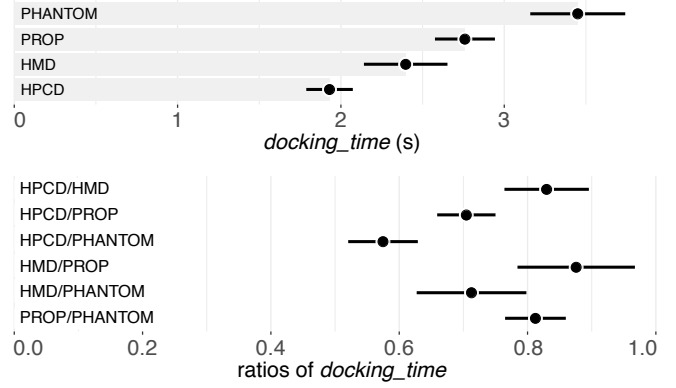 PHANTOM
PROP
HMD
HPCD
0 1 2 3
docking_time (s)
HPCD/HMD
HPCD/PROP
HPCD/PHANTOM
HMD/PROP
HMD/PHANTOM
PROP/PHANTOM
0.0 0.2 0.4 0.6 0.8 1.0
ratios of docking_time